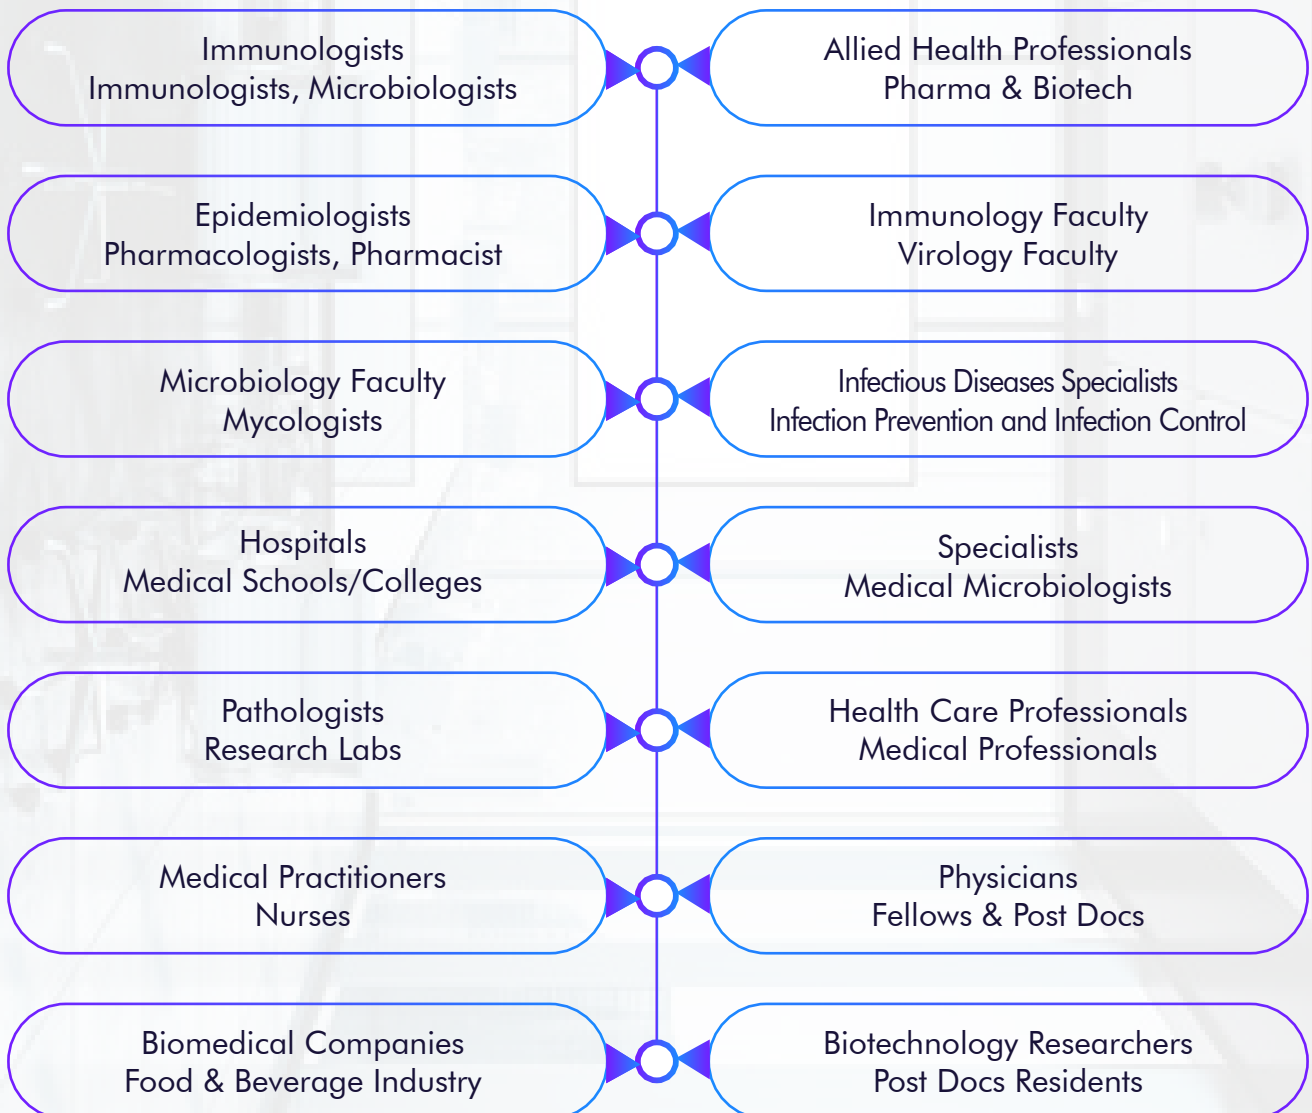 Immunologists
Immunologists, Microbiologists
Allied Health Professionals
Pharma & Biotech
Epidemiologists
Pharmacologists, Pharmacist
Immunology Faculty
Virology Faculty
Microbiology Faculty
Mycologists
Infectious Diseases Specialists
Infection Prevention and Infection Control
Hospitals
Medical Schools/Colleges
Specialists
Medical Microbiologists
Pathologists
Research Labs
Health Care Professionals
Medical Professionals
Medical Practitioners
Nurses
Physicians
Fellows & Post Docs
Biomedical Companies
Food & Beverage Industry
Biotechnology Researchers
Post Docs Residents